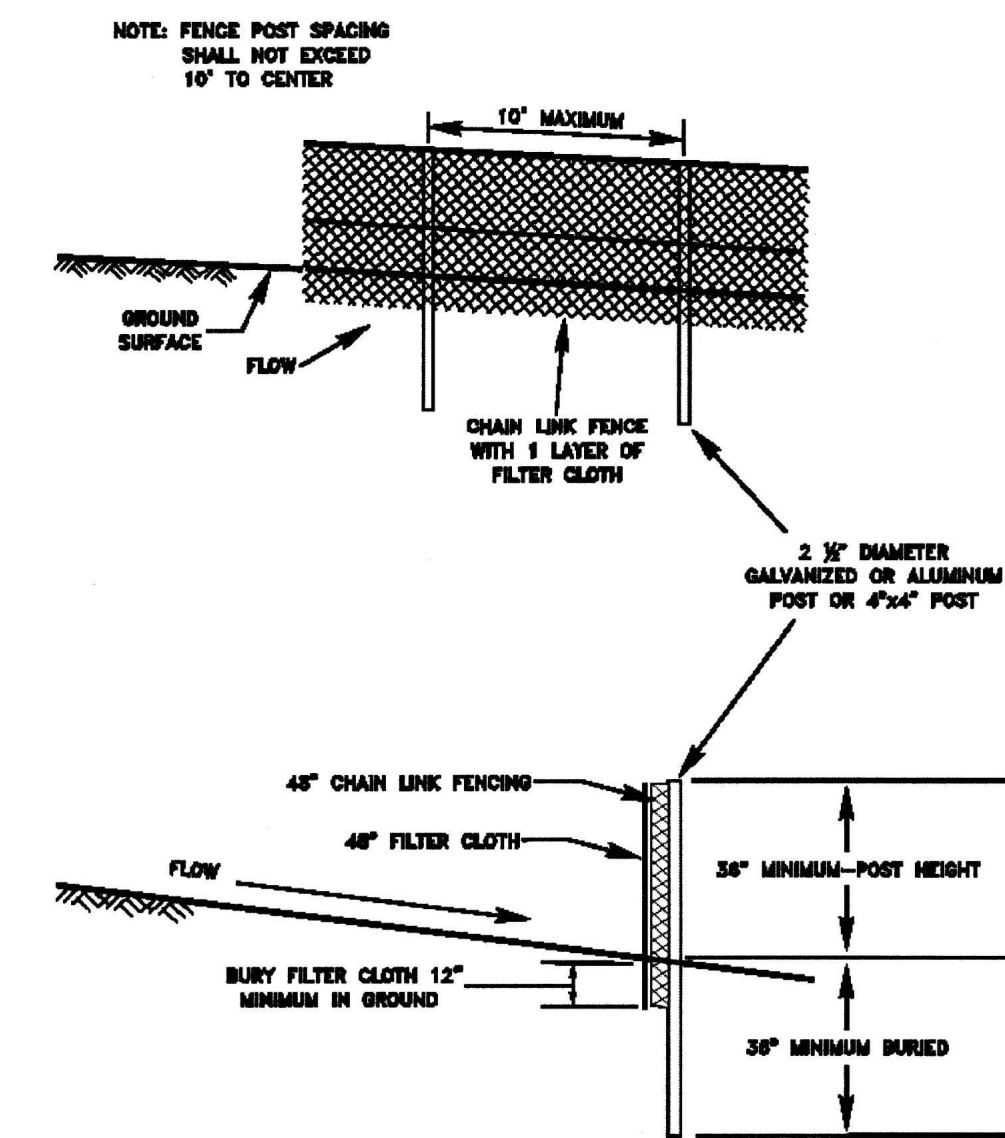 NOTE: FENCE POST SPACING
SHALL NOT EXCEED
10' TO CENTER
10' MAXIMUM
GROUND
SURFACE
FLOW
CHAIN LINK FENCE
WITH 1 LAYER OF
FILTER CLOTH
2 ½" DIAMETER
GALVANIZED OR ALUMINUM
POST OR 4"x4" POST
48" CHAIN LINK FENCING
48" FILTER CLOTH
FLOW
36" MINIMUM-POST HEIGHT
BURY FILTER CLOTH 12"
MINIMUM IN GROUND
36" MINIMUM BURIED